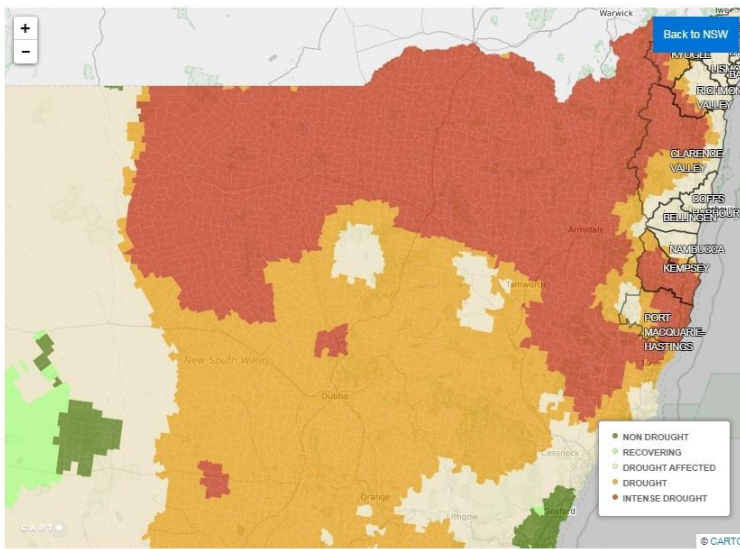 +
−
Warwick
Back to NSW
KYOGLE
VALLEY
CLARENCE
VALLEY
COFFS
HARBOUR
BELLINGEN
Armidale
NAMBUCCA
KEMPSEY
Tamworth
PORT
MACQUARIE-
HASTINGS
New South Wales
Dubbo
NON DROUGHT
RECOVERING
DROUGHT AFFECTED
DROUGHT
INTENSE DROUGHT
Cessnock
Orange
Lithgow
Gosford
CARTO
© CARTO